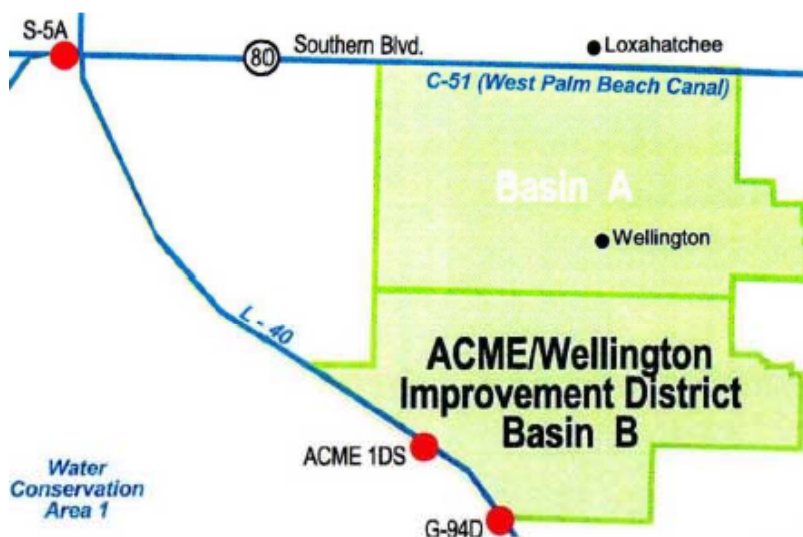 S-5A
80
Southern Blvd.
Loxahatchee
C-51 (West Palm Beach Canal)
Basin A
Wellington
L - 40
ACME/Wellington
Improvement District
Basin B
ACME 1DS
Water
Conservation
Area 1
G-94D